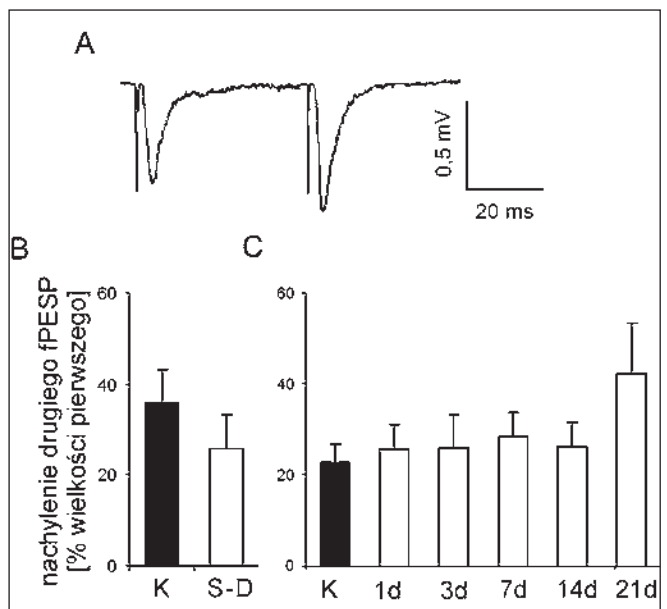 A
0,5 mV
20 ms
B
C
nachylenie drugiego fPESP
[% wielkości pierwszego]
60
40
20
0
K
S-D
60
40
20
0
K
1d
3d
7d
14d
21d